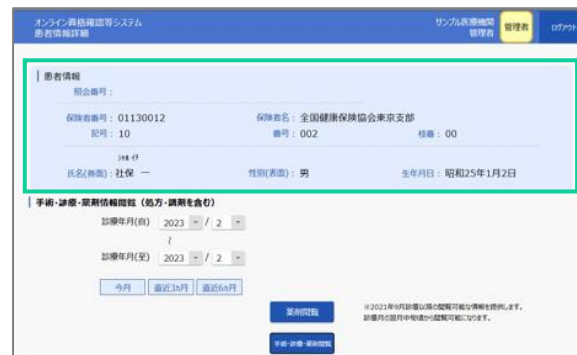 オンライン資格確認等システム
患者情報詳細
サンプル医療機関
管理者
管理者
ログアウト
患者情報
照会番号：
保険者番号：01130012 保険者名：全国健康保険協会東京支部
記号：10 番号：002 枝番：00
シャホ イチ
氏名(券面)：社保 一 性別(表面)：男 生年月日：昭和25年1月2日
手術・診療・薬剤情報閲覧（処方・調剤を含む）
診療年月(自) 2023 / 2
～
診療年月(至) 2023 / 2
今月 直近3カ月 直近6カ月
薬剤閲覧
※2021年9月診療以降の閲覧可能な情報を提供します。
診療月の翌月中旬頃から閲覧可能になります。
手術・診療・薬剤閲覧